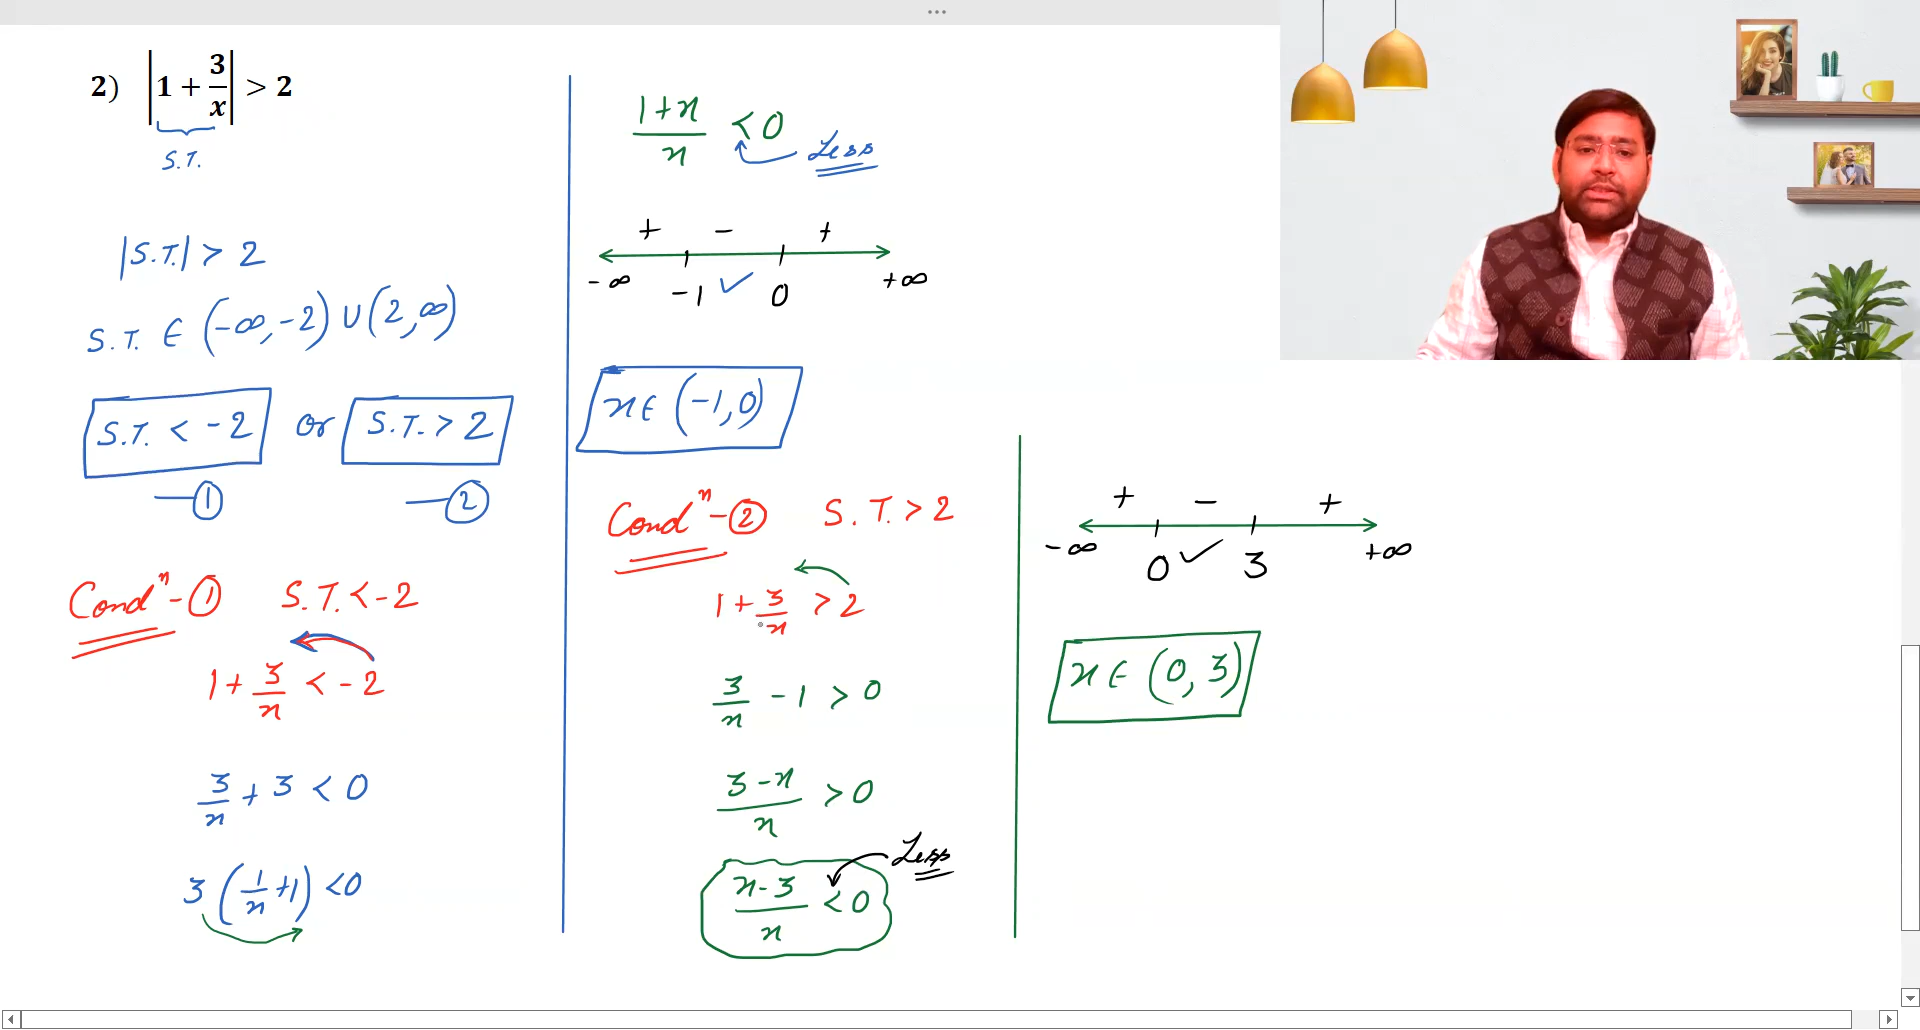 2) |1 + 3/x| > 2
S.T.
|S.T.| > 2
S.T. ∈ (-∞, -2) ∪ (2, ∞)
S.T. < -2 or S.T. > 2
—① —②
Condⁿ-① S.T. < -2
1 + 3/x < -2
3/x + 3 < 0
3(1/x + 1) < 0
(1+x)/x < 0
Less
+ - +
-∞ -1 ✓ 0 +∞
x ∈ (-1, 0)
Condⁿ-② S.T. > 2
1 + 3/x > 2
3/x - 1 > 0
(3-x)/x > 0
Less
(x-3)/x < 0
+ - +
-∞ 0 ✓ 3 +∞
x ∈ (0, 3)